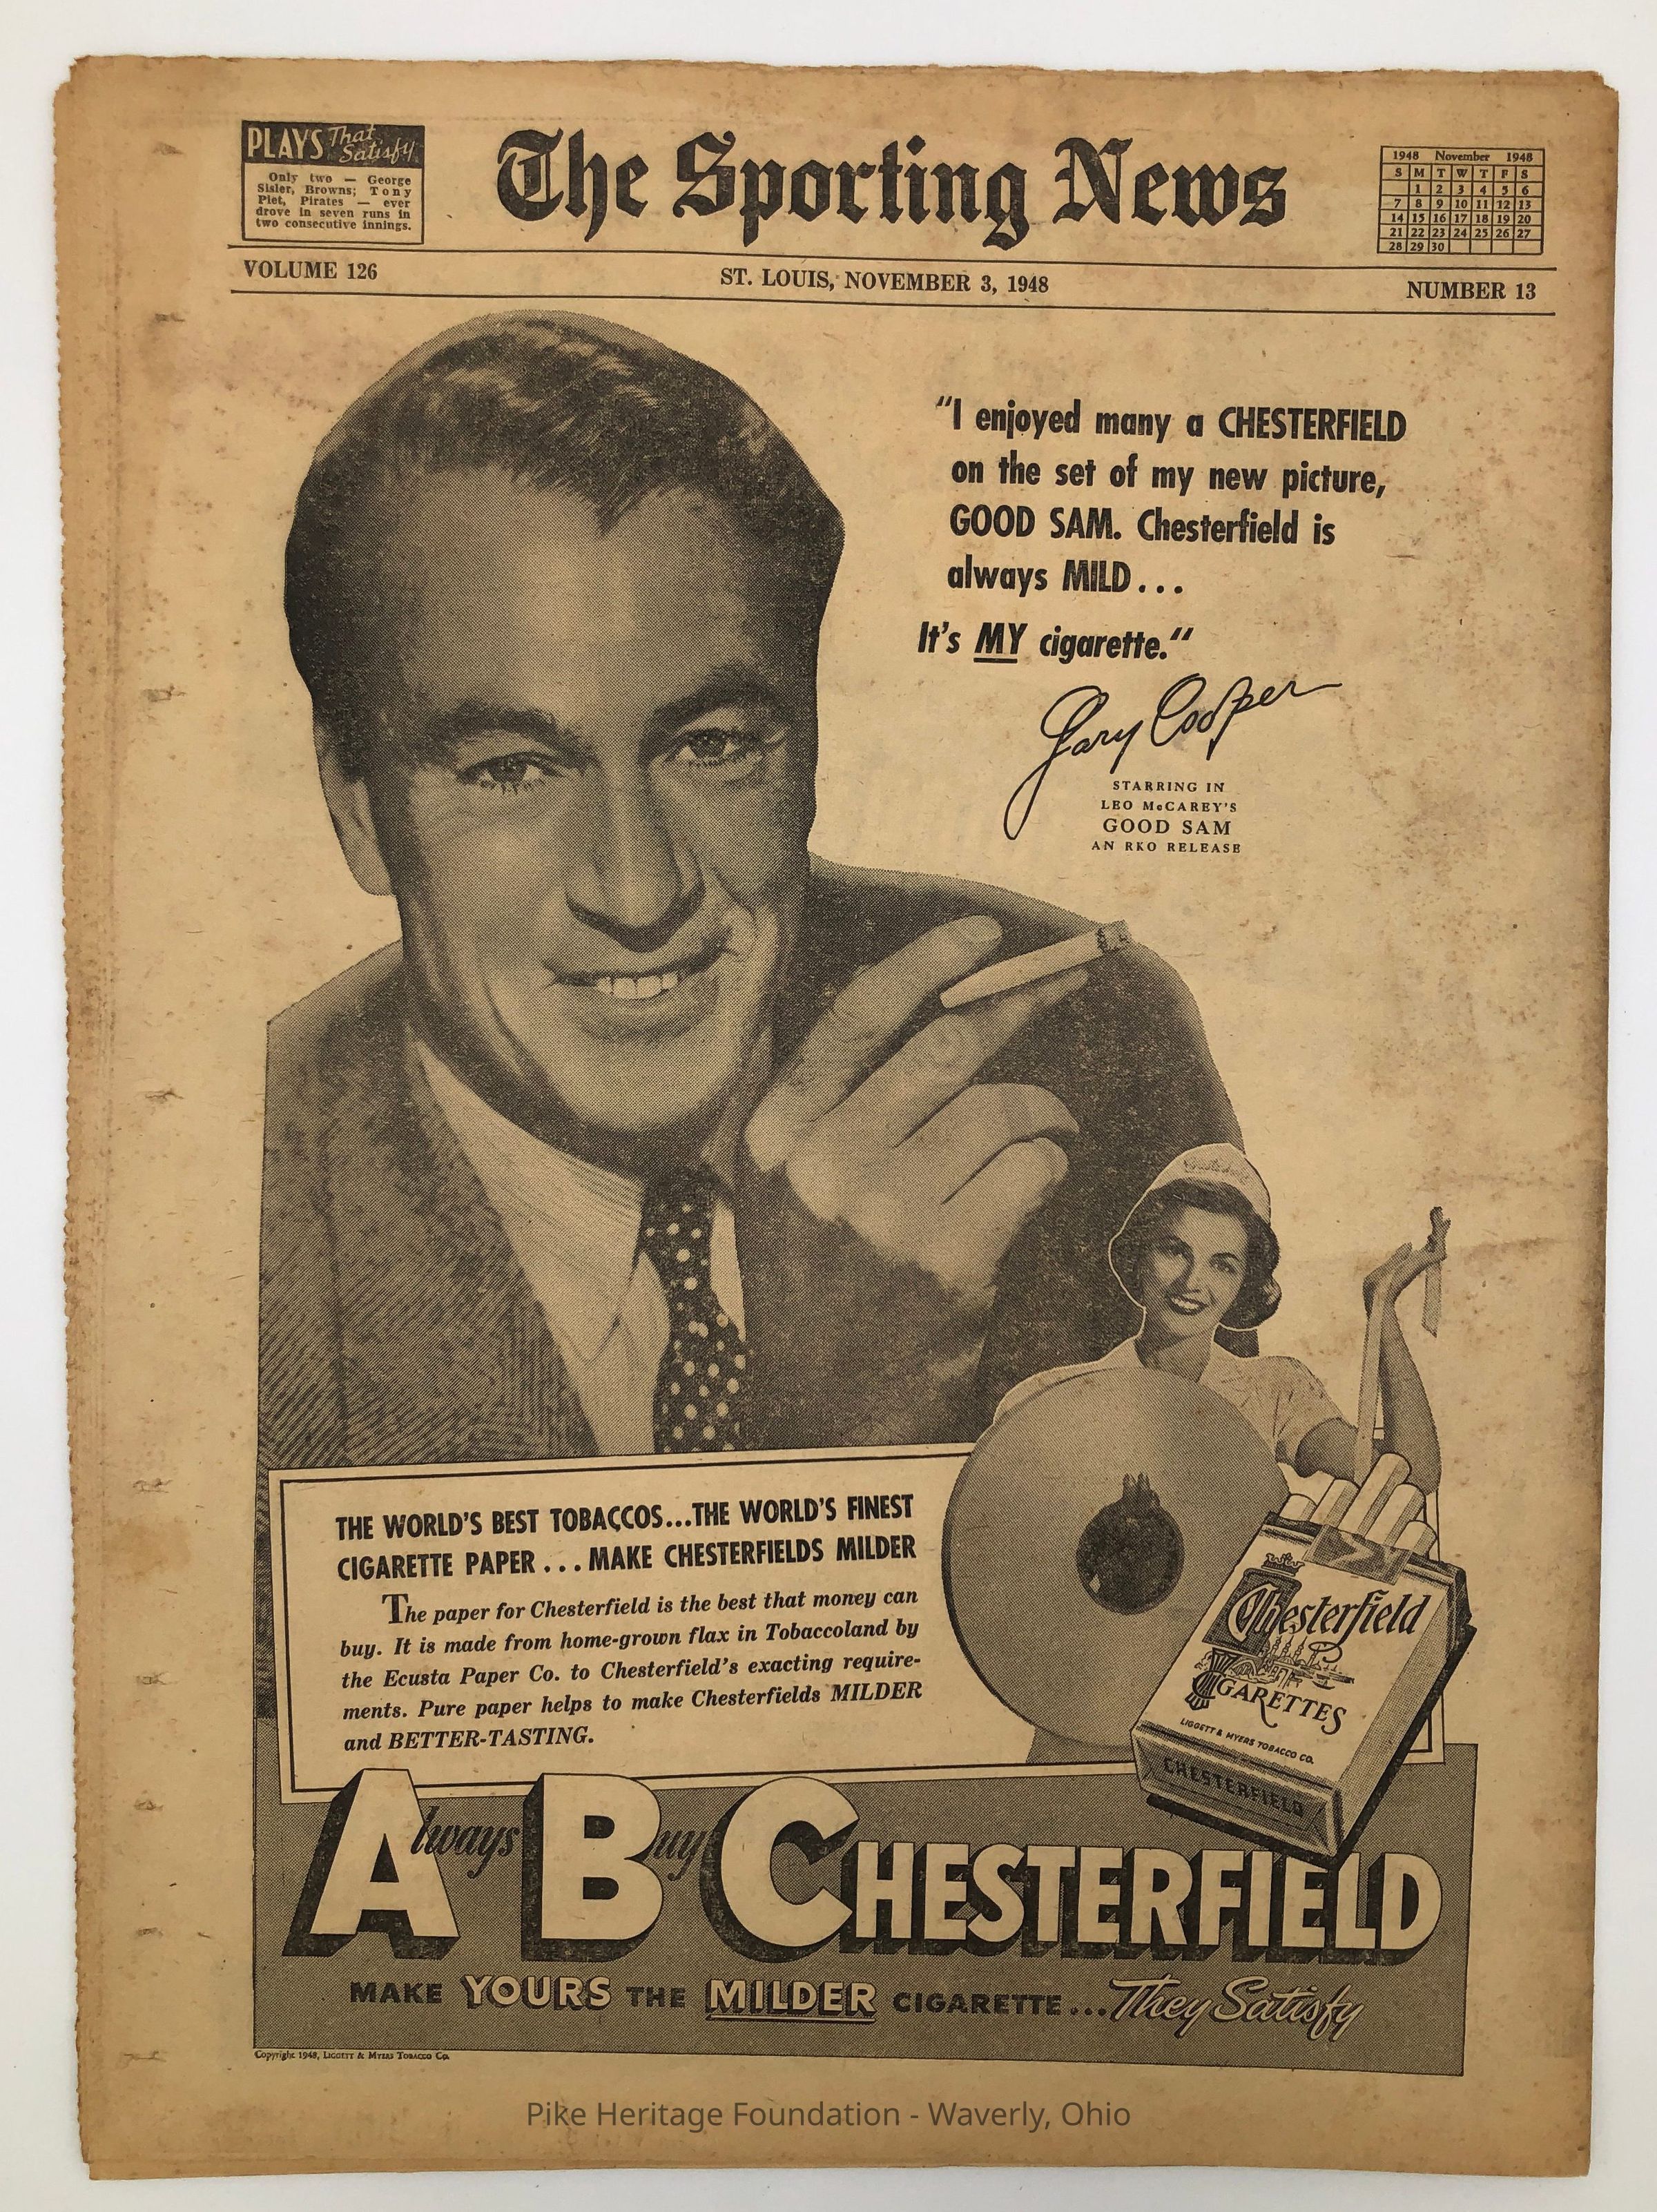 PLAYS That Satisfy
Only two — George
Sisler, Browns; Tony
Piet, Pirates — ever
drove in seven runs in
two consecutive innings.
The Sporting News
1948 November 1948
S M T W T F S
1 2 3 4 5 6
7 8 9 10 11 12 13
14 15 16 17 18 19 20
21 22 23 24 25 26 27
28 29 30
VOLUME 126
ST. LOUIS, NOVEMBER 3, 1948
NUMBER 13
"I enjoyed many a CHESTERFIELD
on the set of my new picture,
GOOD SAM. Chesterfield is
always MILD...
It's MY cigarette."
Gary Cooper
STARRING IN
LEO McCAREY'S
GOOD SAM
AN RKO RELEASE
THE WORLD'S BEST TOBACCOS...THE WORLD'S FINEST
CIGARETTE PAPER...MAKE CHESTERFIELDS MILDER
The paper for Chesterfield is the best that money can
buy. It is made from home-grown flax in Tobaccoland by
the Ecusta Paper Co. to Chesterfield's exacting require-
ments. Pure paper helps to make Chesterfields MILDER
and BETTER-TASTING.
Chesterfield
CIGARETTES
LIGGETT & MYERS TOBACCO CO.
CHESTERFIELD
Always Buy CHESTERFIELD
MAKE YOURS THE MILDER CIGARETTE...They Satisfy
Copyright 1948, LIGGETT & MYERS TOBACCO CO.
Pike Heritage Foundation - Waverly, Ohio